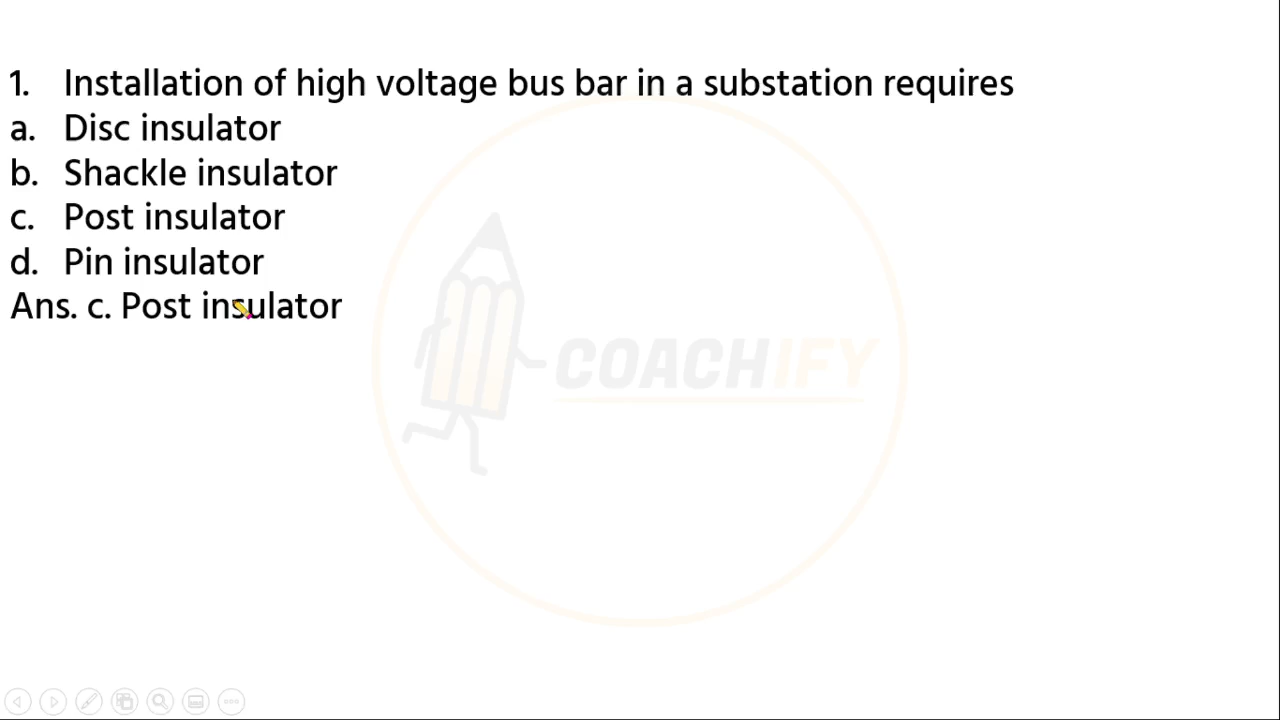 1. Installation of high voltage bus bar in a substation requires
a. Disc insulator
b. Shackle insulator
c. Post insulator
d. Pin insulator
Ans. c. Post insulator
COACHIFY